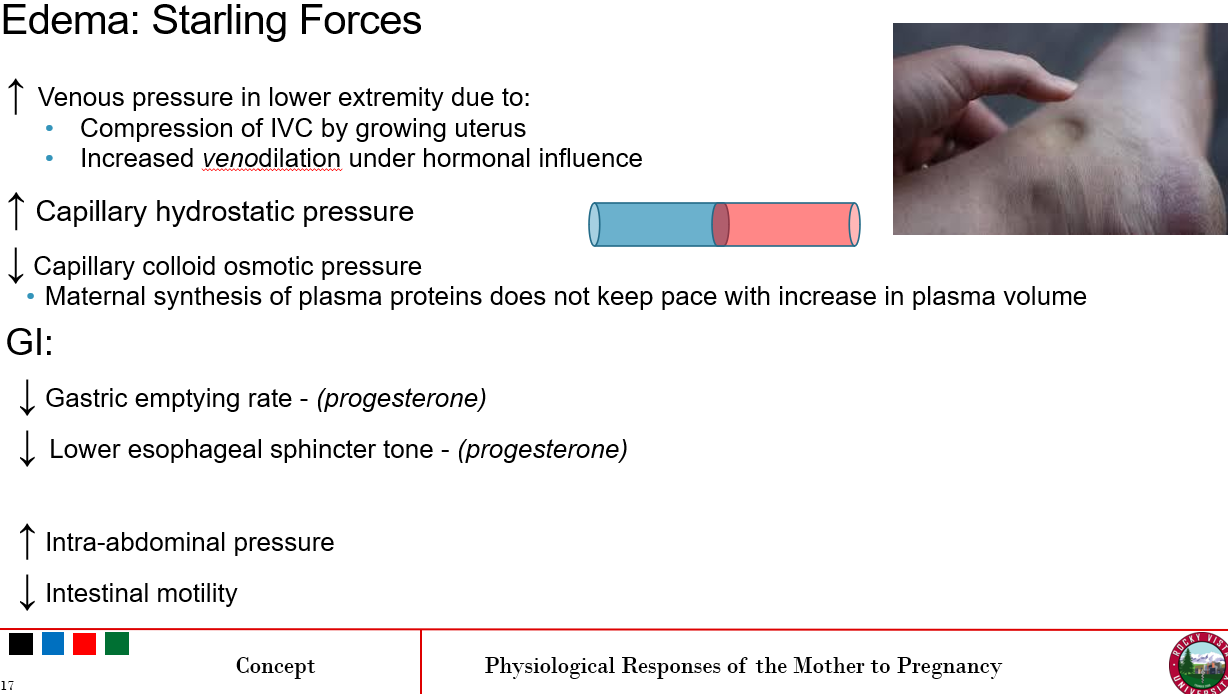 Edema: Starling Forces
↑ Venous pressure in lower extremity due to:
• Compression of IVC by growing uterus
• Increased venodilation under hormonal influence
↑ Capillary hydrostatic pressure
↓ Capillary colloid osmotic pressure
• Maternal synthesis of plasma proteins does not keep pace with increase in plasma volume
GI:
↓ Gastric emptying rate - (progesterone)
↓ Lower esophageal sphincter tone - (progesterone)
↑ Intra-abdominal pressure
↓ Intestinal motility
Concept
Physiological Responses of the Mother to Pregnancy
17
ROCKY VISTA